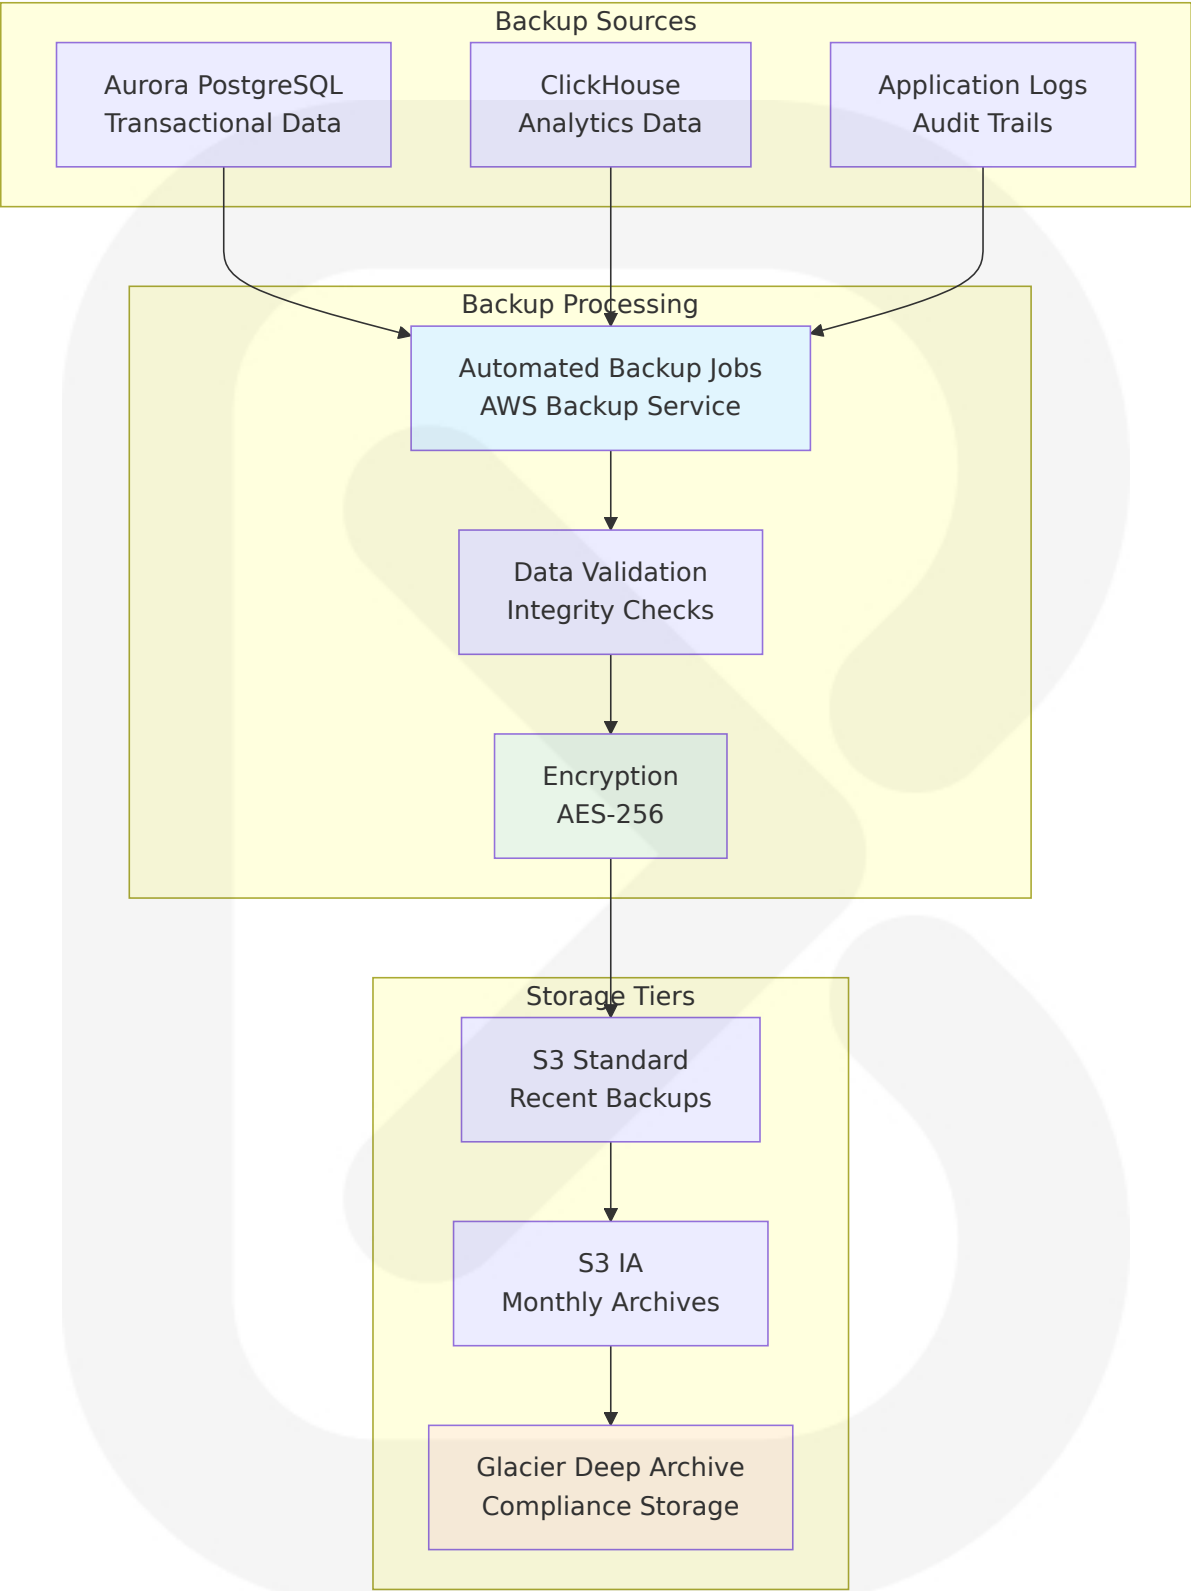 Backup Sources
Aurora PostgreSQL
Transactional Data
ClickHouse
Analytics Data
Application Logs
Audit Trails
Backup Processing
Automated Backup Jobs
AWS Backup Service
Data Validation
Integrity Checks
Encryption
AES-256
Storage Tiers
S3 Standard
Recent Backups
S3 IA
Monthly Archives
Glacier Deep Archive
Compliance Storage